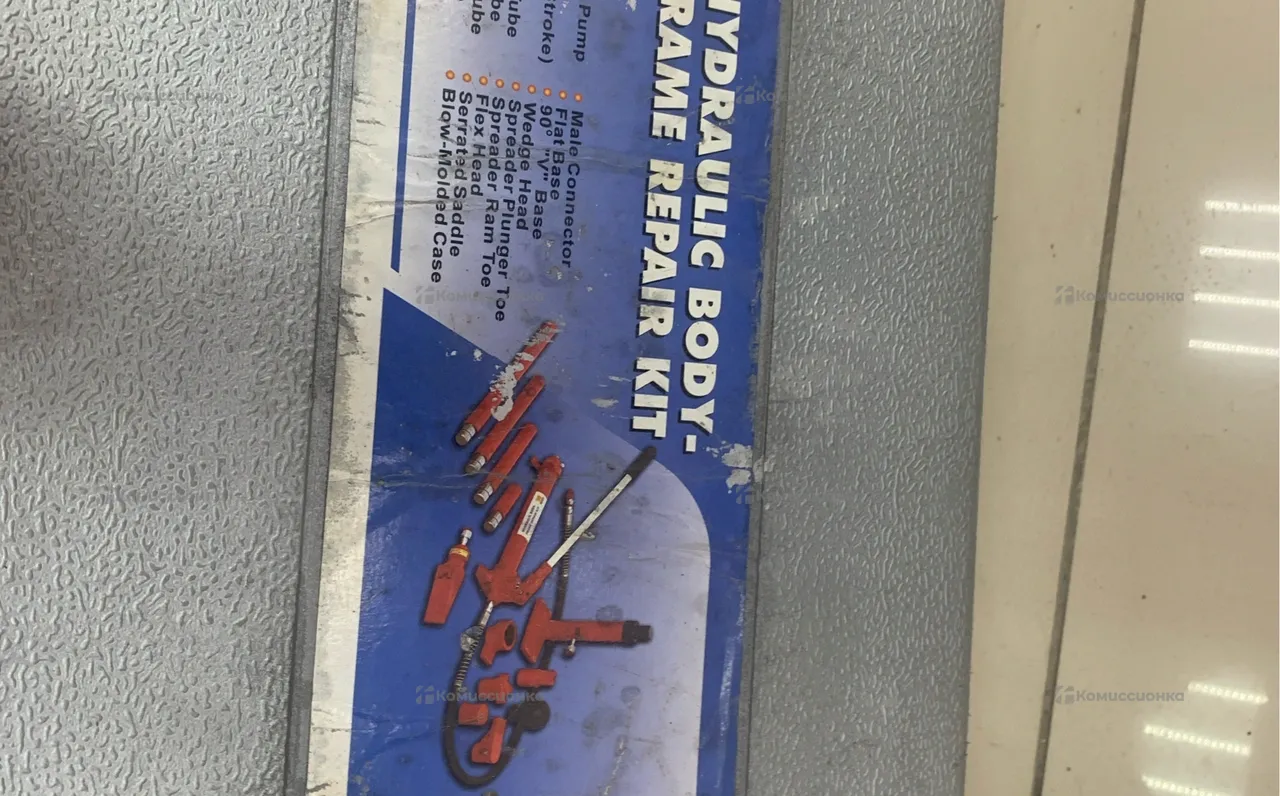 HYDRAULIC BODY-
FRAME REPAIR KIT
Pump
troke)
ube
be
ube
Male Connector
Flat Base
90° "V" Base
Wedge Head
Spreader Plunger Toe
Spreader Ram Toe
Flex Head
Serrated Saddle
Blow-Molded Case
Комиссионка
Комиссионка
Комиссионка
Комиссионка